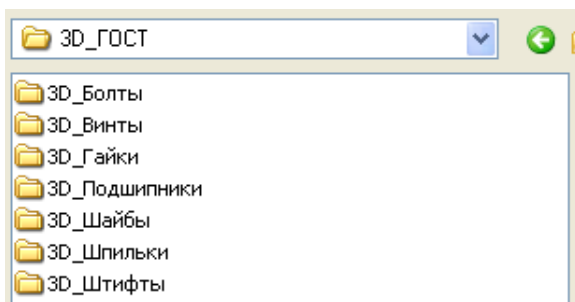 3D_ГОСТ
3D_Болты
3D_Винты
3D_Гайки
3D_Подшипники
3D_Шайбы
3D_Шпильки
3D_Штифты